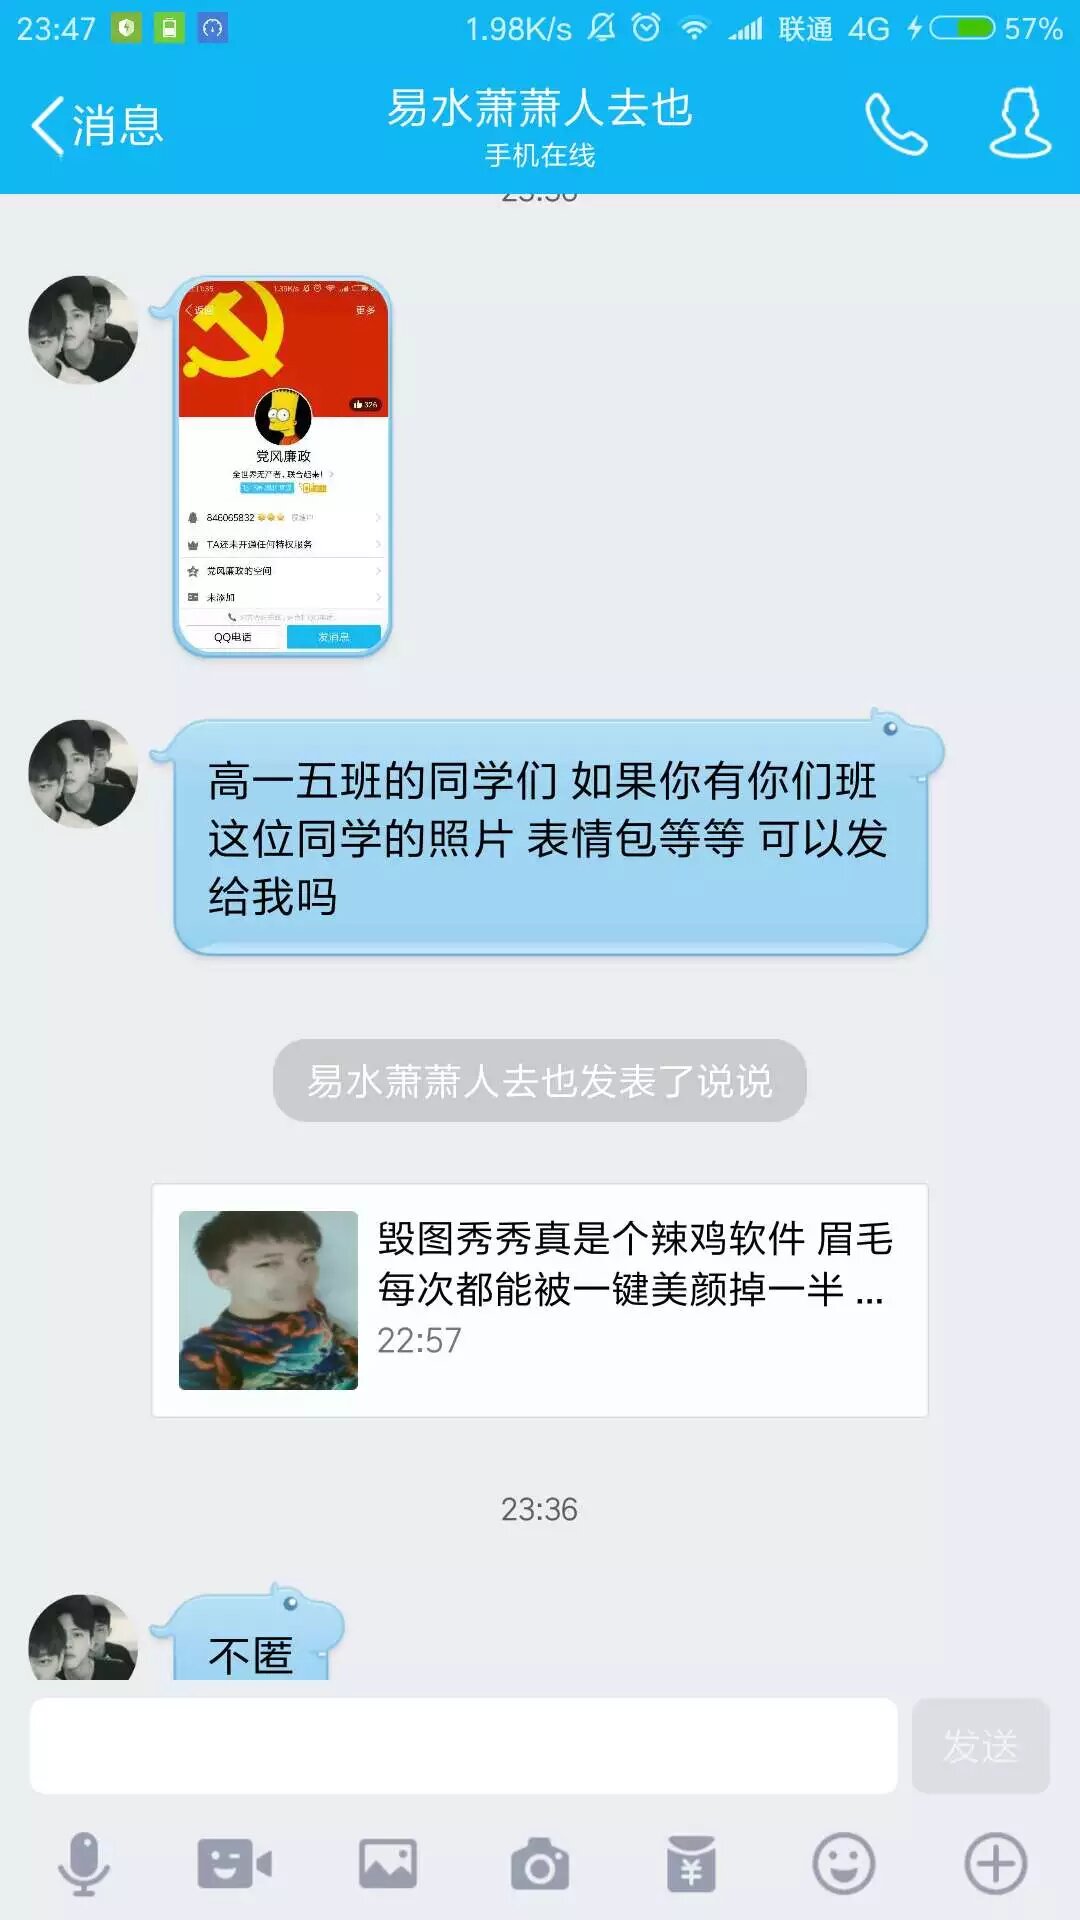 23:47 1.98K/s 联通 4G 57%
消息
易水萧萧人去也
手机在线
返回
更多
326
党风廉政
全世界无产者，联合起来！
846065832
TA还未开通任何特权服务
党风廉政的空间
未添加
QQ电话 发消息
高一五班的同学们 如果你有你们班
这位同学的照片 表情包等等 可以发
给我吗
易水萧萧人去也发表了说说
毁图秀秀真是个辣鸡软件 眉毛
每次都能被一键美颜掉一半 ...
22:57
23:36
不匿
发送